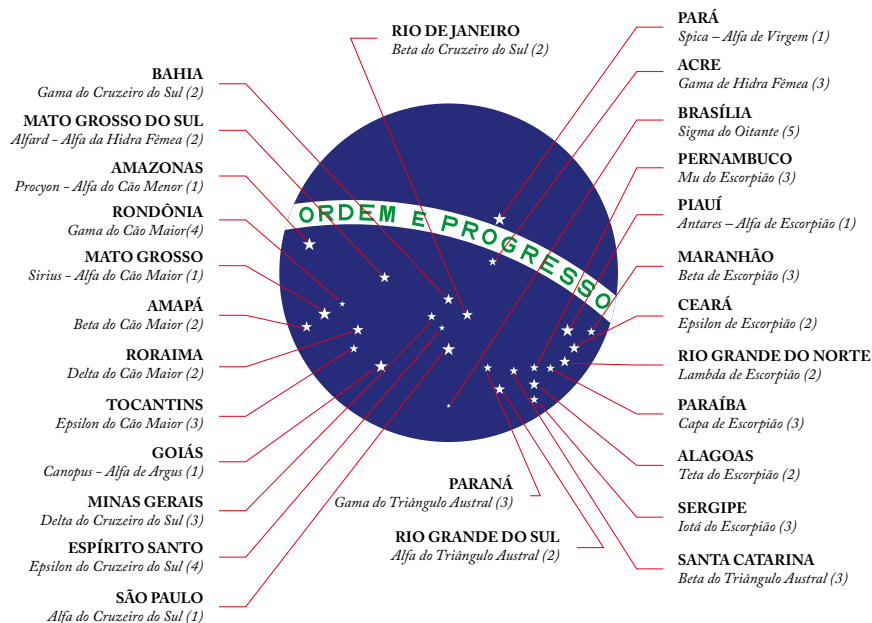 RIO DE JANEIRO
Beta do Cruzeiro do Sul (2)
BAHIA
Gama do Cruzeiro do Sul (2)
MATO GROSSO DO SUL
Alfard - Alfa da Hidra Fêmea (2)
AMAZONAS
Procyon - Alfa do Cão Menor (1)
RONDÔNIA
Gama do Cão Maior(4)
MATO GROSSO
Sirius - Alfa do Cão Maior (1)
AMAPÁ
Beta do Cão Maior (2)
RORAIMA
Delta do Cão Maior (2)
TOCANTINS
Epsilon do Cão Maior (3)
GOIÁS
Canopus - Alfa de Argus (1)
MINAS GERAIS
Delta do Cruzeiro do Sul (3)
ESPÍRITO SANTO
Epsilon do Cruzeiro do Sul (4)
SÃO PAULO
Alfa do Cruzeiro do Sul (1)
ORDEM E PROGRESSO
PARANÁ
Gama do Triângulo Austral (3)
RIO GRANDE DO SUL
Alfa do Triângulo Austral (2)
PARÁ
Spica – Alfa de Virgem (1)
ACRE
Gama de Hidra Fêmea (3)
BRASÍLIA
Sigma do Oitante (5)
PERNAMBUCO
Mu do Escorpião (3)
PIAUÍ
Antares – Alfa de Escorpião (1)
MARANHÃO
Beta de Escorpião (3)
CEARÁ
Epsilon de Escorpião (2)
RIO GRANDE DO NORTE
Lambda de Escorpião (2)
PARAÍBA
Capa de Escorpião (3)
ALAGOAS
Teta do Escorpião (2)
SERGIPE
Iotá do Escorpião (3)
SANTA CATARINA
Beta do Triângulo Austral (3)